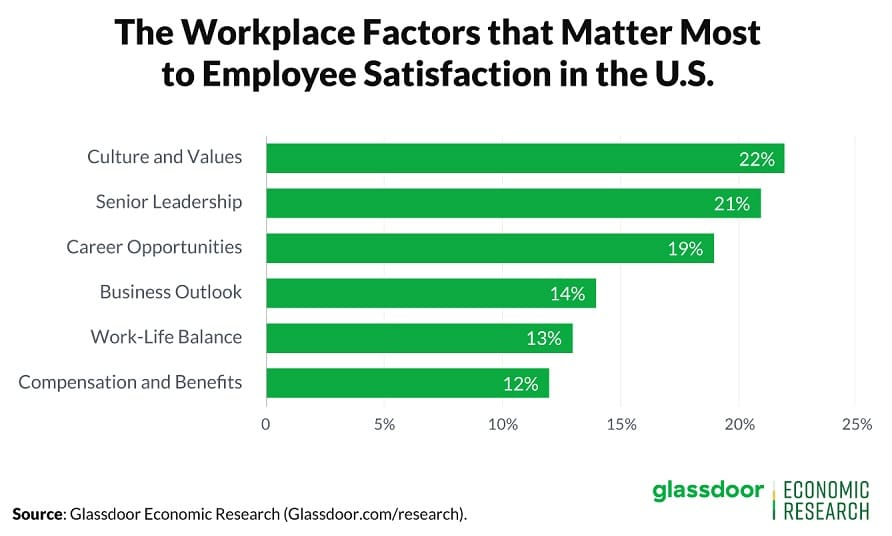 The Workplace Factors that Matter Most
to Employee Satisfaction in the U.S.
Culture and Values 22%
Senior Leadership 21%
Career Opportunities 19%
Business Outlook 14%
Work-Life Balance 13%
Compensation and Benefits 12%
0 5% 10% 15% 20% 25%
glassdoor ECONOMIC
RESEARCH
Source: Glassdoor Economic Research (Glassdoor.com/research).